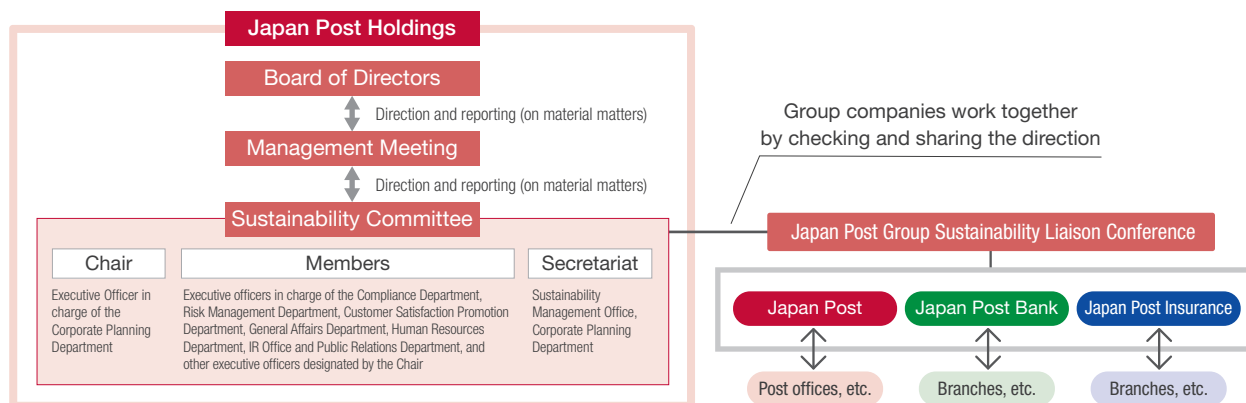 Japan Post Holdings
Board of Directors
Direction and reporting (on material matters)
Management Meeting
Direction and reporting (on material matters)
Sustainability Committee
Chair
Executive Officer in
charge of the
Corporate Planning
Department
Members
Executive officers in charge of the Compliance Department,
Risk Management Department, Customer Satisfaction Promotion
Department, General Affairs Department, Human Resources
Department, IR Office and Public Relations Department, and
other executive officers designated by the Chair
Secretariat
Sustainability
Management Office,
Corporate Planning
Department
Group companies work together
by checking and sharing the direction
Japan Post Group Sustainability Liaison Conference
Japan Post
Japan Post Bank
Japan Post Insurance
Post offices, etc.
Branches, etc.
Branches, etc.